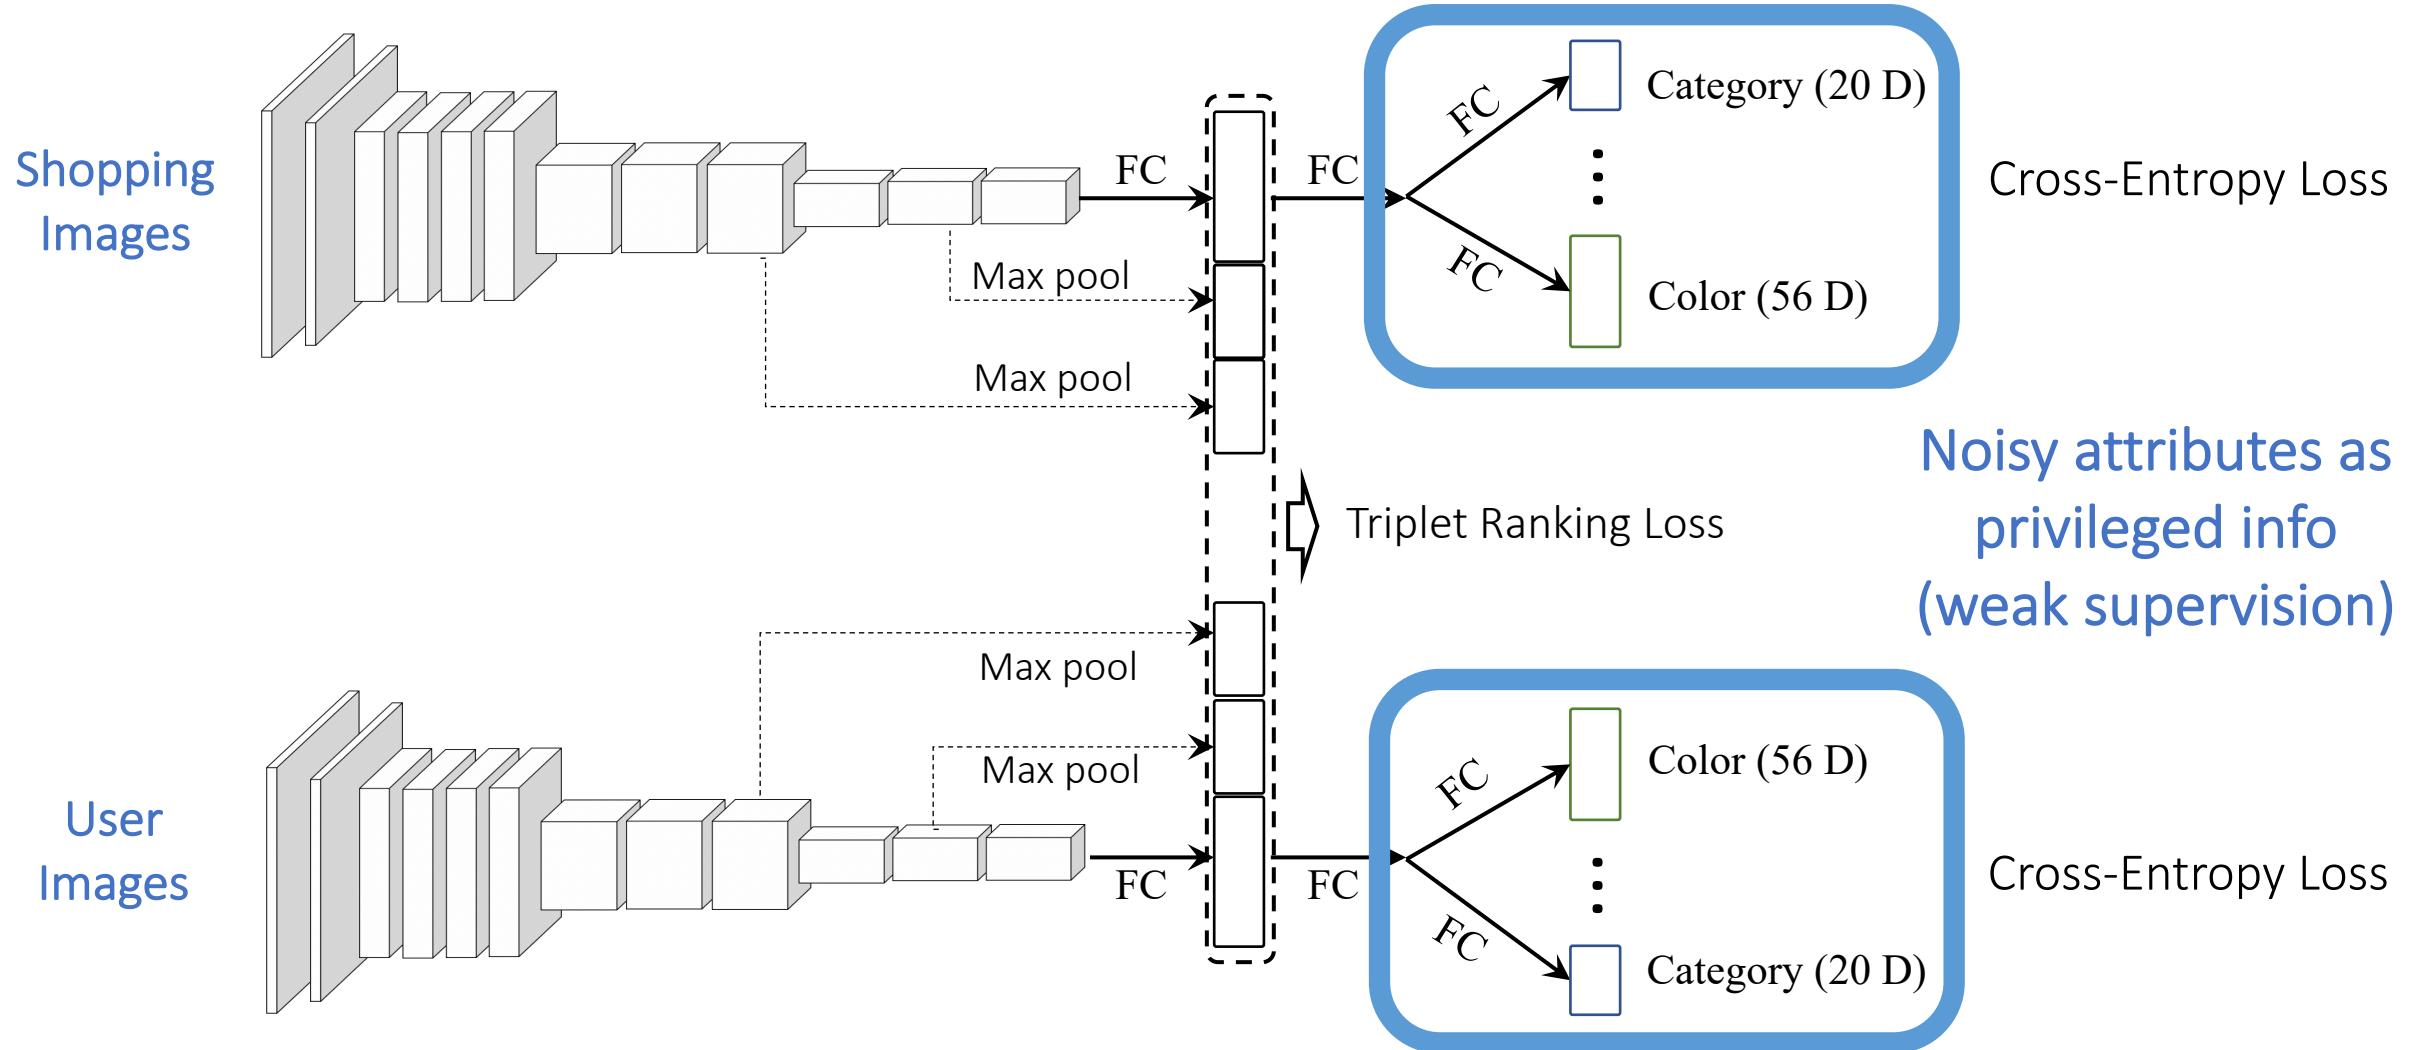 Shopping
Images
FC
FC
FC
FC
Category (20 D)
Color (56 D)
Cross-Entropy Loss
Max pool
Max pool
Triplet Ranking Loss
Noisy attributes as
privileged info
(weak supervision)
Max pool
Max pool
User
Images
FC
FC
FC
FC
Color (56 D)
Category (20 D)
Cross-Entropy Loss